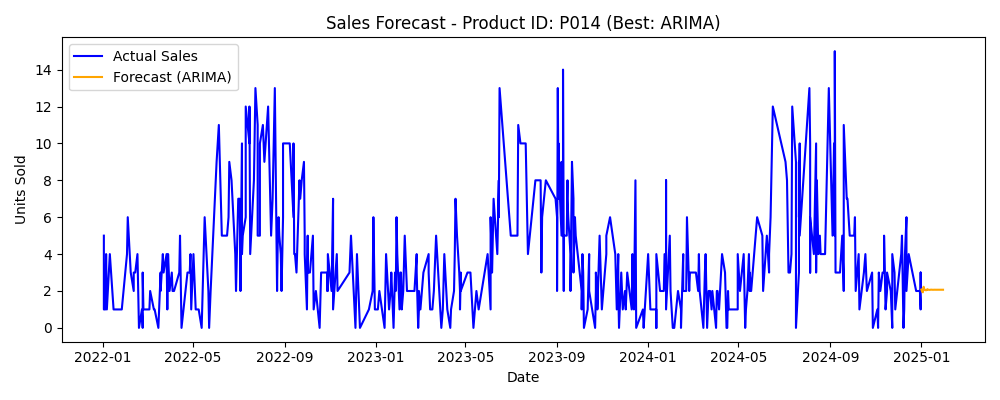 Sales Forecast - Product ID: P014 (Best: ARIMA)
Actual Sales
Forecast (ARIMA)
Units Sold
14
12
10
8
6
4
2
0
2022-01 2022-05 2022-09 2023-01 2023-05 2023-09 2024-01 2024-05 2024-09 2025-01
Date